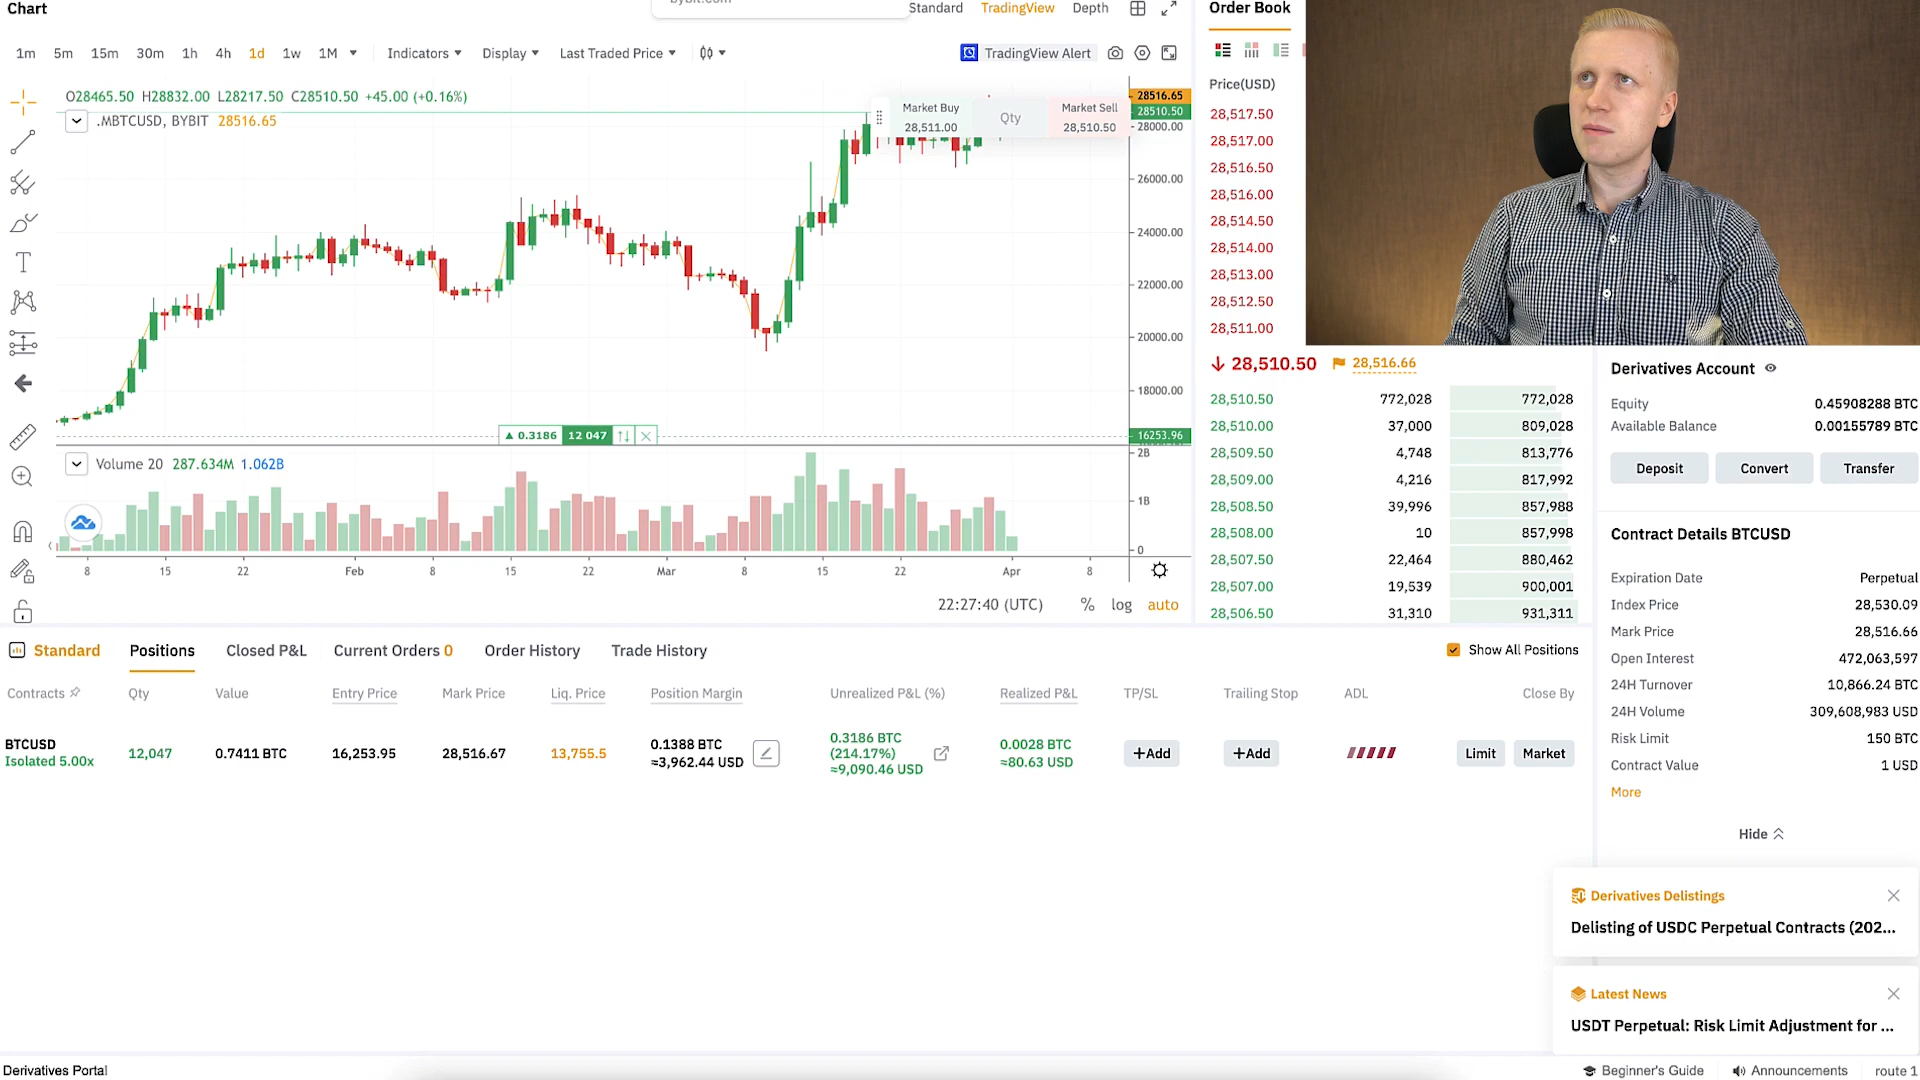 Chart
Standard TradingView Depth
1m 5m 15m 30m 1h 4h 1d 1w 1M Indicators Display Last Traded Price TradingView Alert
O28465.50 H28832.00 L28217.50 C28510.50 +45.00 (+0.16%)
.MBTCUSD, BYBIT 28516.65
Market Buy Qty Market Sell
28,511.00 28,510.50
28516.65
28510.50
28000.00
26000.00
24000.00
22000.00
20000.00
18000.00
16253.96
0.3186 12 047
Volume 20 287.634M 1.062B
2B
1B
0
8 15 22 Feb 8 15 22 Mar 8 15 22 Apr 8
22:27:40 (UTC) % log auto
Order Book
Price(USD)
28,517.50
28,517.00
28,516.50
28,516.00
28,514.50
28,514.00
28,513.00
28,512.50
28,511.00
28,510.50 28,516.66
28,510.50 772,028 772,028
28,510.00 37,000 809,028
28,509.50 4,748 813,776
28,509.00 4,216 817,992
28,508.50 39,996 857,988
28,508.00 10 857,998
28,507.50 22,464 880,462
28,507.00 19,539 900,001
28,506.50 31,310 931,311
Derivatives Account
Equity 0.45908288 BTC
Available Balance 0.00155789 BTC
Deposit Convert Transfer
Contract Details BTCUSD
Expiration Date Perpetual
Index Price 28,530.09
Mark Price 28,516.66
Open Interest 472,063,597
24H Turnover 10,866.24 BTC
24H Volume 309,608,983 USD
Risk Limit 150 BTC
Contract Value 1 USD
More
Hide
Standard Positions Closed P&L Current Orders 0 Order History Trade History Show All Positions
Contracts Qty Value Entry Price Mark Price Liq. Price Position Margin Unrealized P&L (%) Realized P&L TP/SL Trailing Stop ADL Close By
BTCUSD
Isolated 5.00x
12,047 0.7411 BTC 16,253.95 28,516.67 13,755.5
0.1388 BTC
≈3,962.44 USD
0.3186 BTC
(214.17%)
≈9,090.46 USD
0.0028 BTC
≈80.63 USD
+Add +Add Limit Market
Derivatives Delistings
Delisting of USDC Perpetual Contracts (202...
Latest News
USDT Perpetual: Risk Limit Adjustment for ...
Derivatives Portal Beginner's Guide Announcements route 1